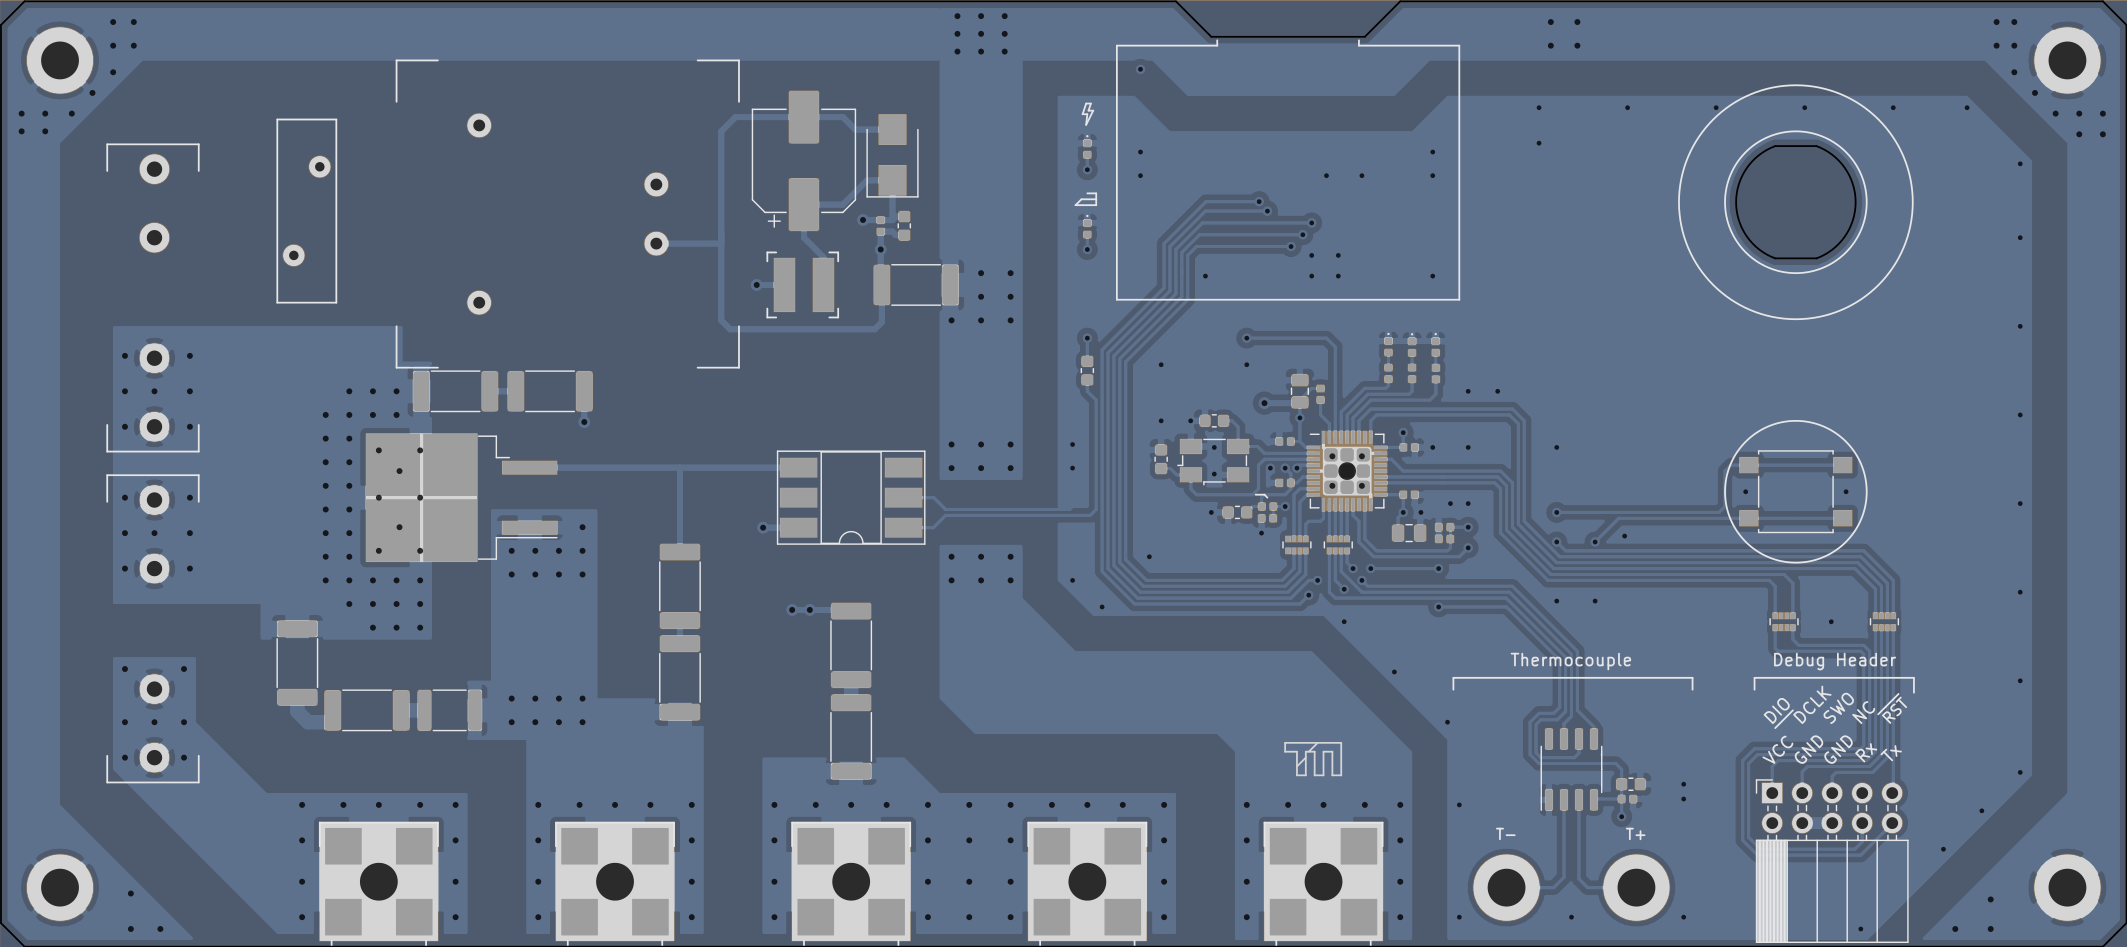 +
Thermocouple
Debug Header
DIO DCLK SWO NC RST
VCC GND GND Rx Tx
T- T+